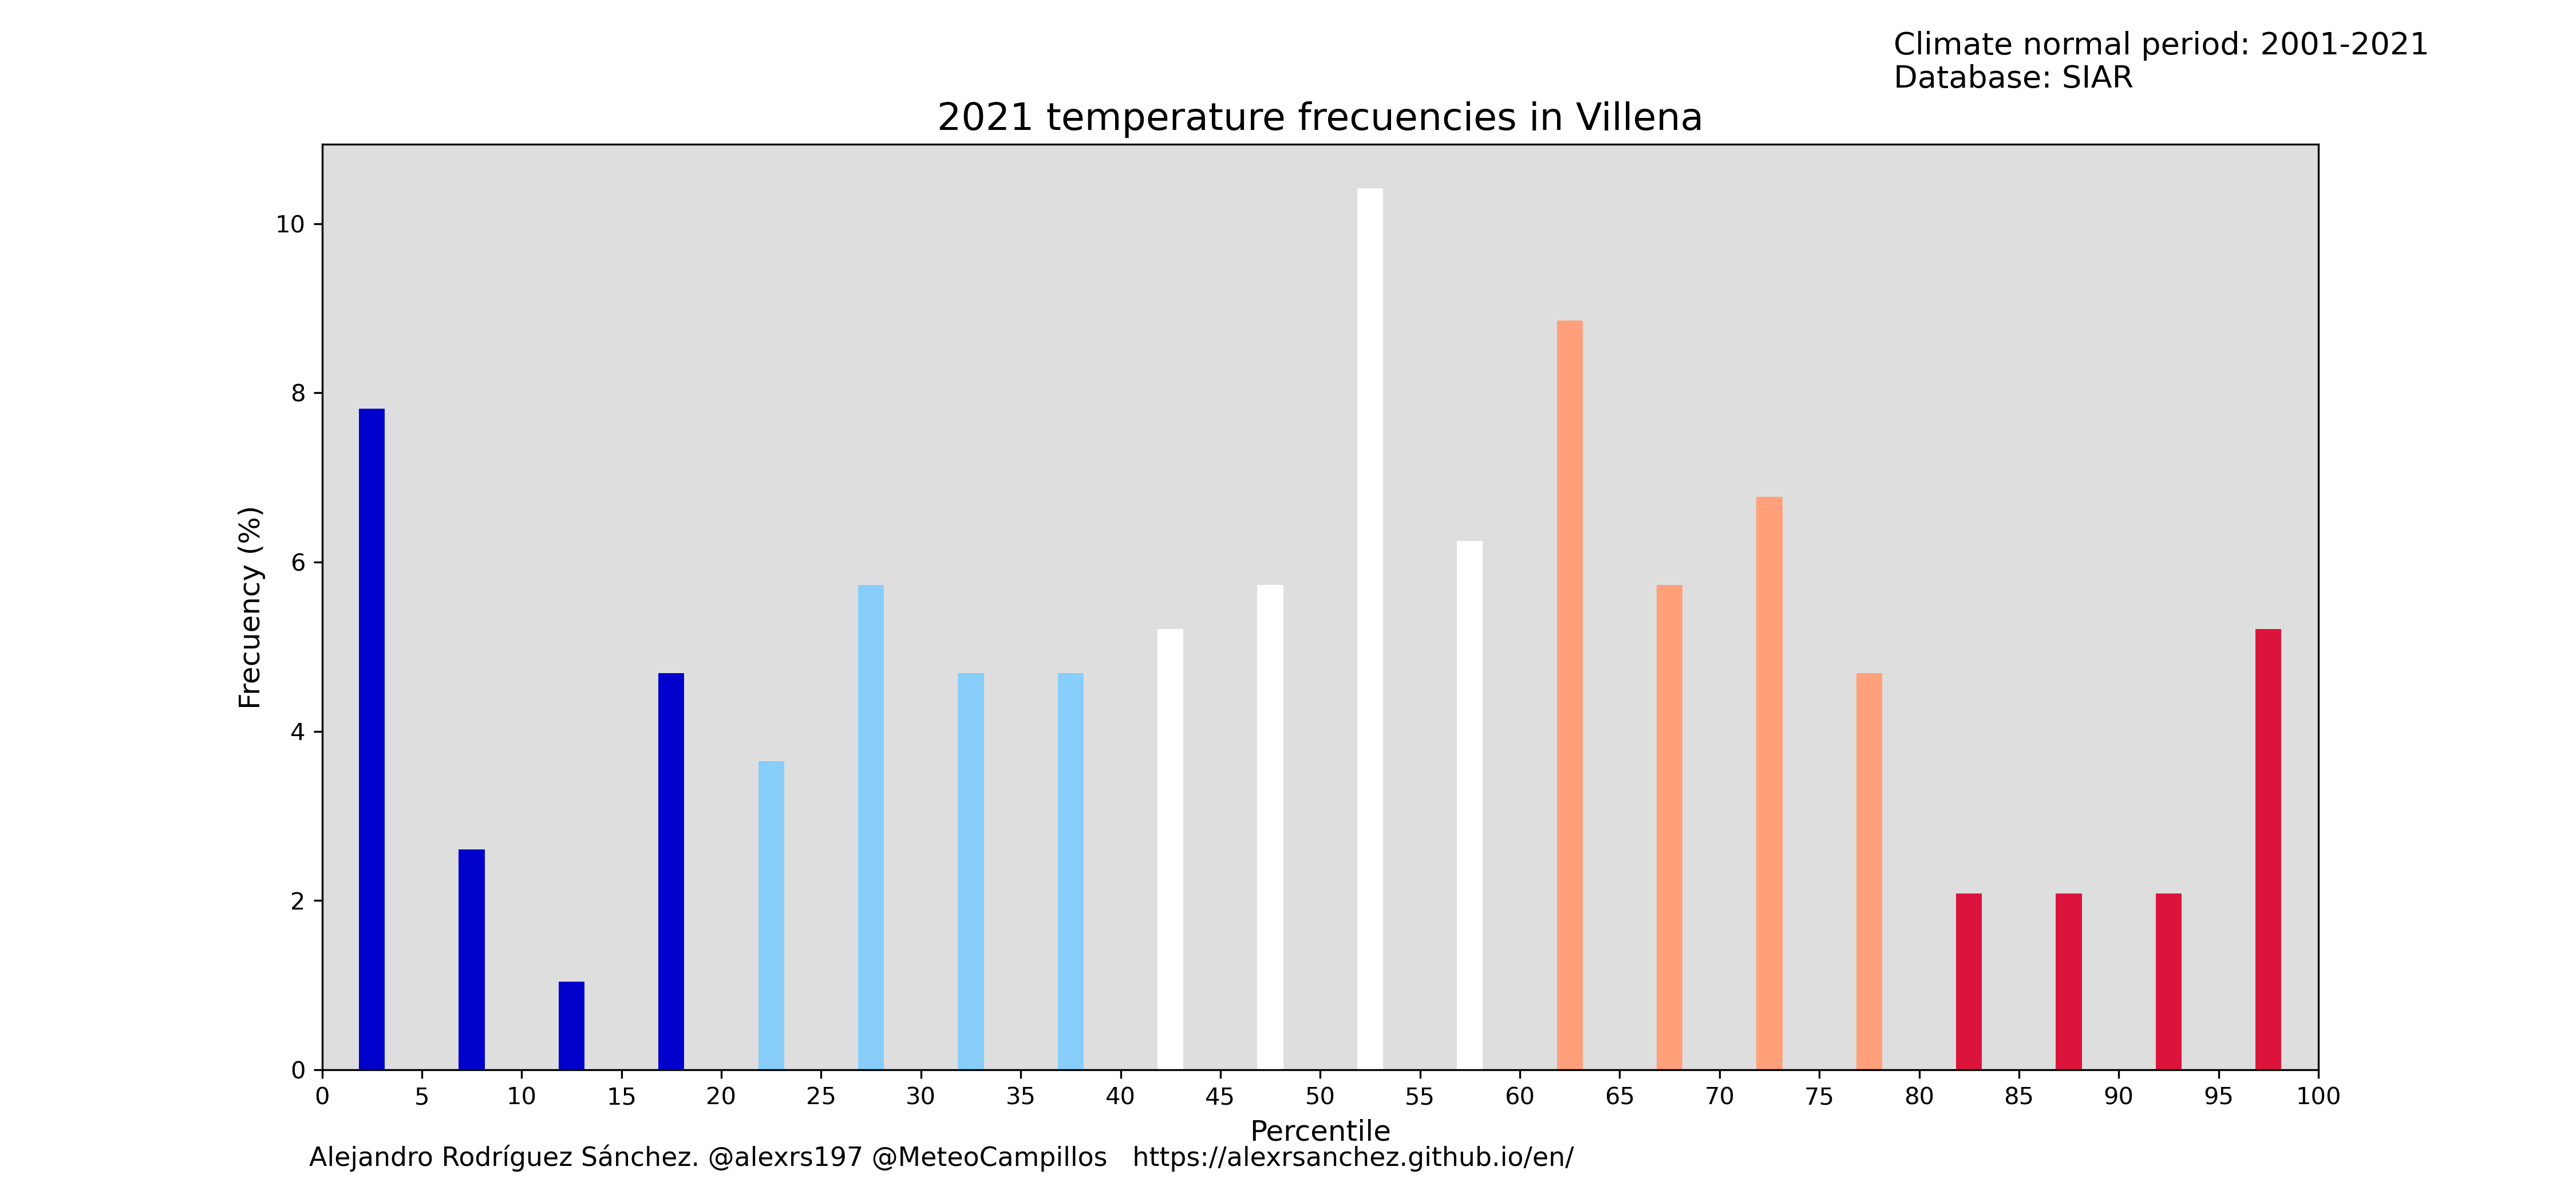 Climate normal period: 2001-2021
Database: SIAR
2021 temperature frecuencies in Villena
Frecuency (%)
10
8
6
4
2
0
0 5 10 15 20 25 30 35 40 45 50 55 60 65 70 75 80 85 90 95 100
Percentile
Alejandro Rodríguez Sánchez. @alexrs197 @MeteoCampillos https://alexrsanchez.github.io/en/